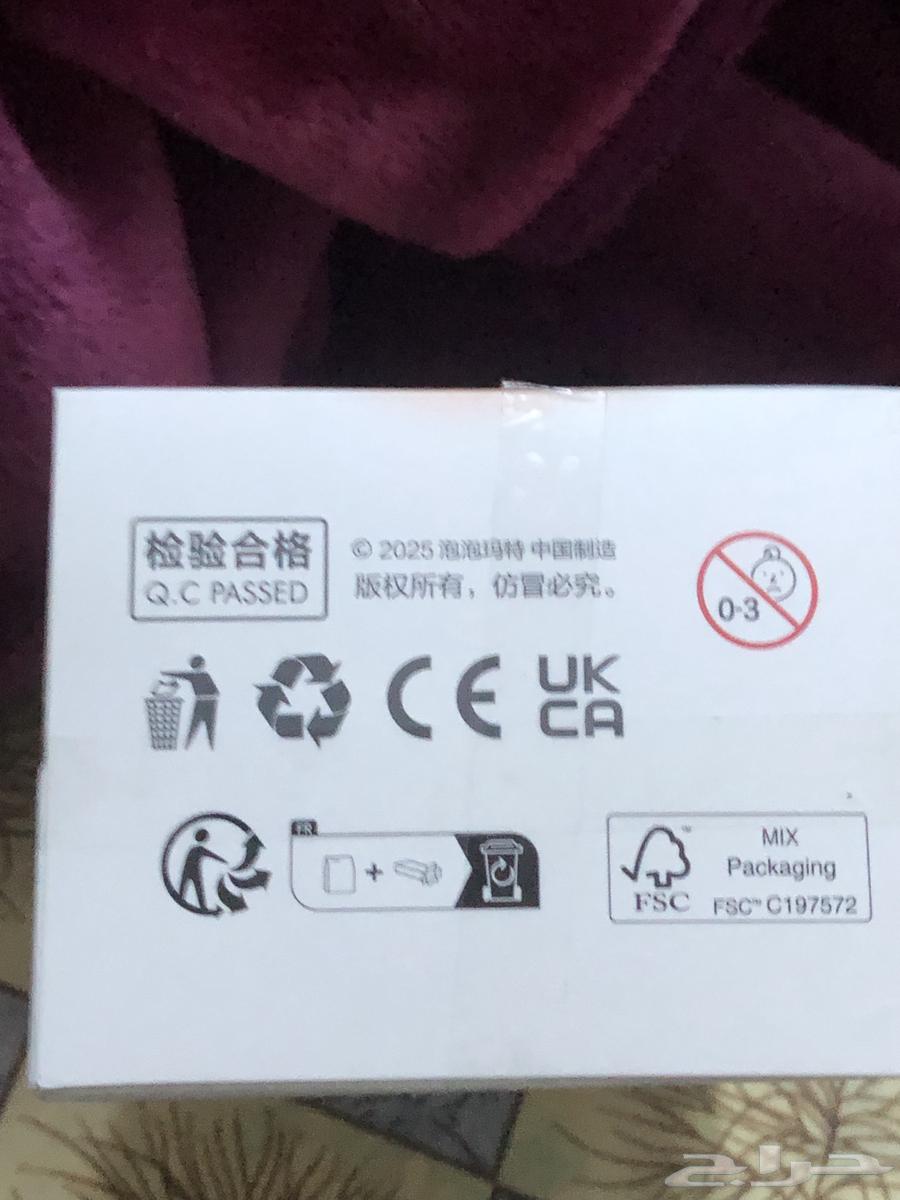 检验合格
Q.C PASSED
© 2025 泡泡玛特 中国制造
版权所有，仿冒必究。
0-3
CE
UK
CA
FR
FSC™
MIX
Packaging
FSC™ C197572
حراج